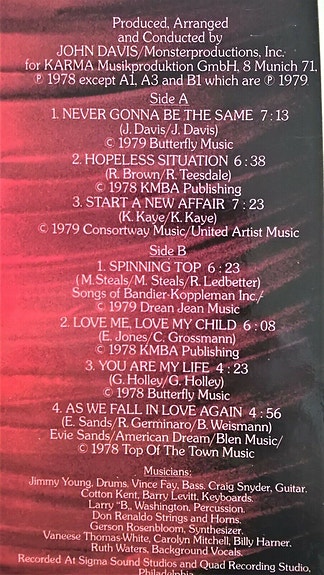 Produced, Arranged
and Conducted by
JOHN DAVIS/Monsterproductions, Inc.
for KARMA Musikproduktion GmbH, 8 Munich 71,
℗ 1978 except A1, A3 and B1 which are ℗ 1979
Side A
1. NEVER GONNA BE THE SAME 7:13
(J. Davis/J. Davis)
© 1979 Butterfly Music
2. HOPELESS SITUATION 6:38
(R. Brown/R. Teesdale)
© 1978 KMBA Publishing
3. START A NEW AFFAIR 7:23
(K. Kaye/K. Kaye)
© 1979 Consortway Music/United Artist Music
Side B
1. SPINNING TOP 6:23
(M. Steals/M. Steals/R. Ledbetter)
Songs of Bandier-Koppleman Inc./
© 1979 Drean Jean Music
2. LOVE ME, LOVE MY CHILD 6:08
(E. Jones/C. Grossmann)
© 1978 KMBA Publishing
3. YOU ARE MY LIFE 4:23
(G. Holley/G. Holley)
© 1978 Butterfly Music
4. AS WE FALL IN LOVE AGAIN 4:56
(E. Sands/R. Germinaro/B. Weismann)
Evie Sands/American Dream/Blen Music/
© 1978 Top Of The Town Music
Musicians:
Jimmy Young, Drums, Vince Fay, Bass, Craig Snyder, Guitar,
Cotton Kent, Barry Levitt, Keyboards.
Larry "B„ Washington, Percussion.
Don Renaldo Strings and Horns.
Gerson Rosenbloom, Synthesizer.
Vaneese Thomas-White, Carolyn Mitchell, Billy Harner,
Ruth Waters, Background Vocals.
Recorded At Sigma Sound Studios and Quad Recording Studio,
Philadelphia